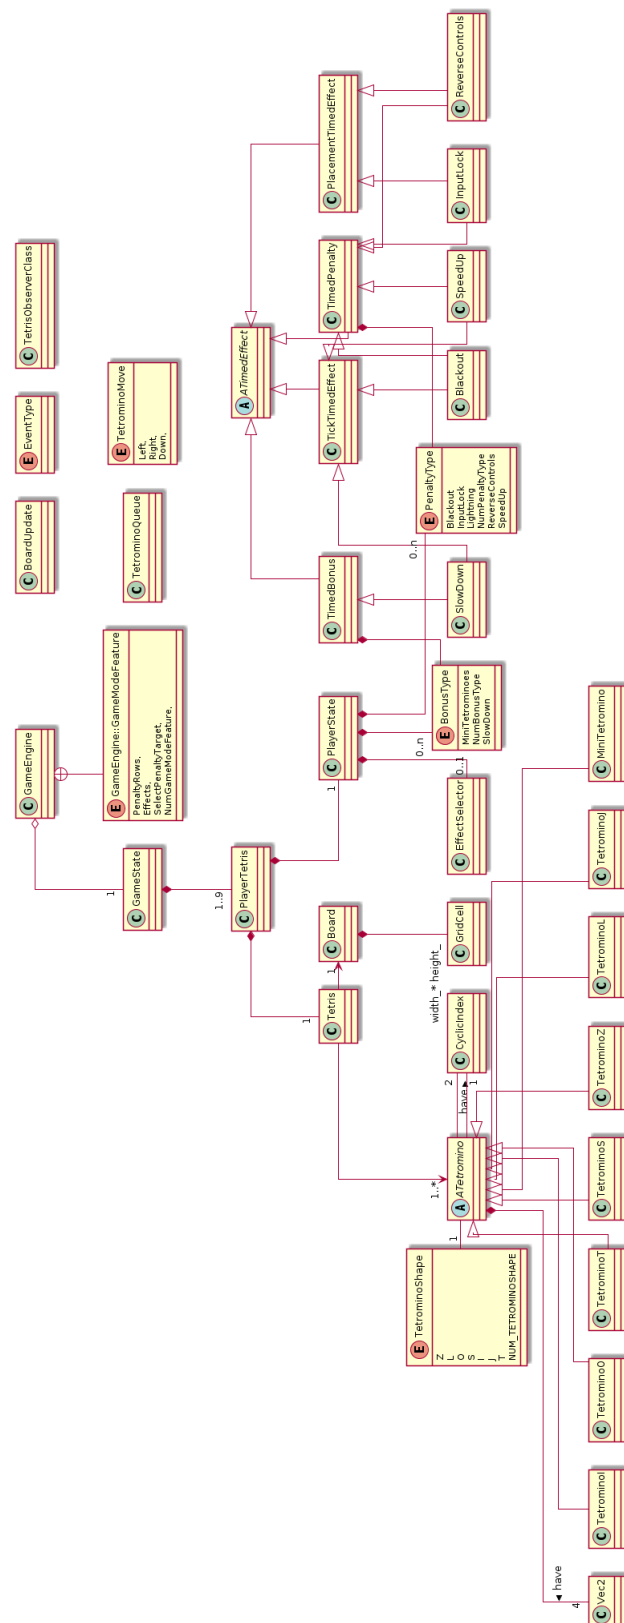 C TetrisObserverClass
E EventType
C BoardUpdate
E TetrominoMove
Left,
Right,
Down,
C TetrominoQueue
C GameEngine
E GameEngine::GameModeFeature
PenaltyRows,
Effects,
SelectPenaltyTarget,
NumGameModeFeature,
1
C GameState
1..9
C PlayerTetris
A ATimedEffect
C PlacementTimedEffect
C TimedPenalty
C TickTimedEffect
C TimedBonus
1
C PlayerState
1
C Board
1
C Tetris
C ReverseControls
C InputLock
C SpeedUp
C Blackout
E PenaltyType
Blackout
InputLock
Lightning
NumPenaltyType
ReverseControls
SpeedUp
0..n
C SlowDown
E BonusType
MiniTetrominoes
NumBonusType
SlowDown
0..n
0..1
C EffectSelector
C GridCell
width_* height_
C CyclicIndex
2
1
have
1..*
A ATetromino
1
E TetrominoShape
Z
L
O
S
I
J
T
NUM_TETROMINOSHAPE
C MiniTetromino
C TetrominoJ
C TetrominoL
C TetrominoZ
C TetrominoS
C TetrominoT
C TetrominoO
C TetrominoI
have
4
C Vec2